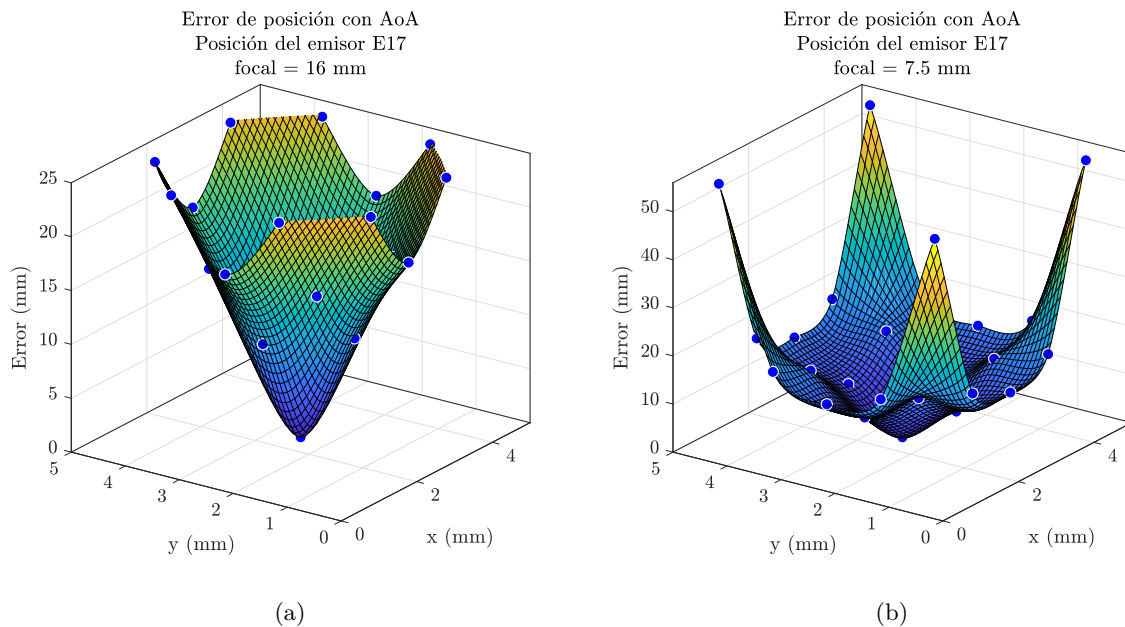 Error de posición con AoA
Posición del emisor E17
focal = 16 mm
25
20
15
10
5
0
Error (mm)
5
4
3
2
1
0
y (mm)
0
2
4
x (mm)
(a)
Error de posición con AoA
Posición del emisor E17
focal = 7.5 mm
50
40
30
20
10
0
Error (mm)
5
4
3
2
1
0
y (mm)
0
2
4
x (mm)
(b)